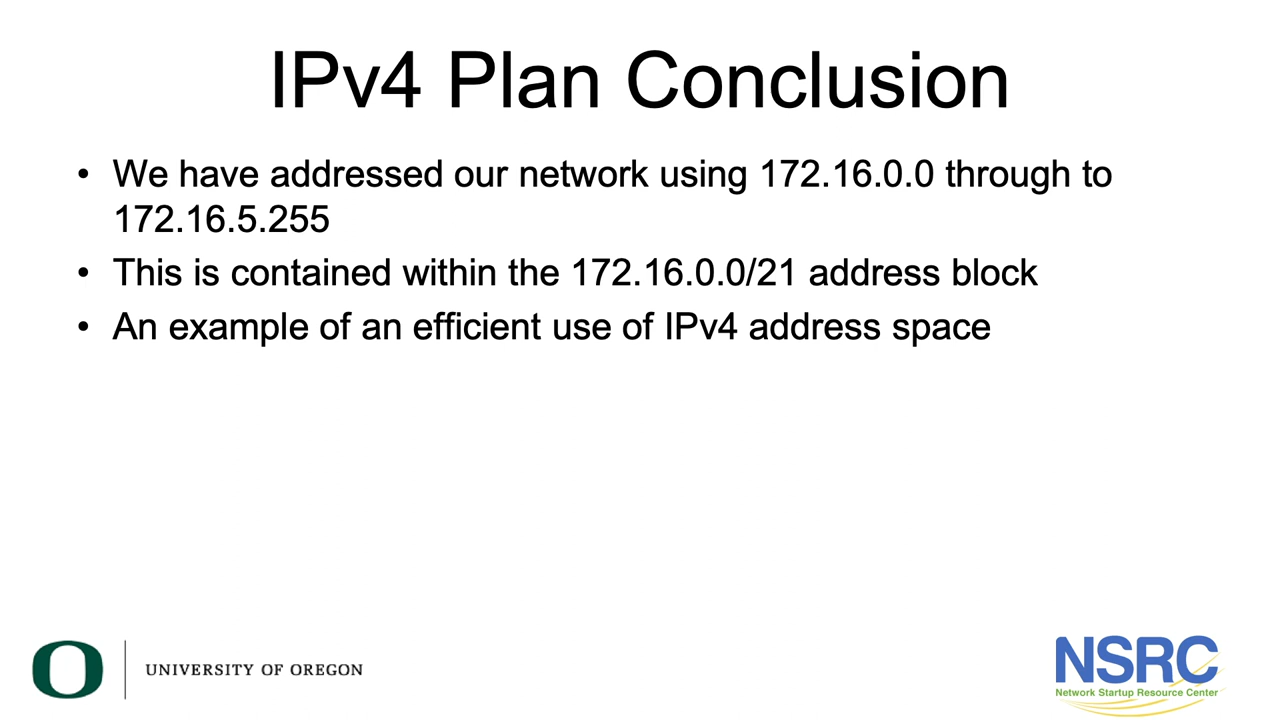 IPv4 Plan Conclusion
• We have addressed our network using 172.16.0.0 through to
172.16.5.255
• This is contained within the 172.16.0.0/21 address block
• An example of an efficient use of IPv4 address space
O
UNIVERSITY OF OREGON
NSRC
Network Startup Resource Center